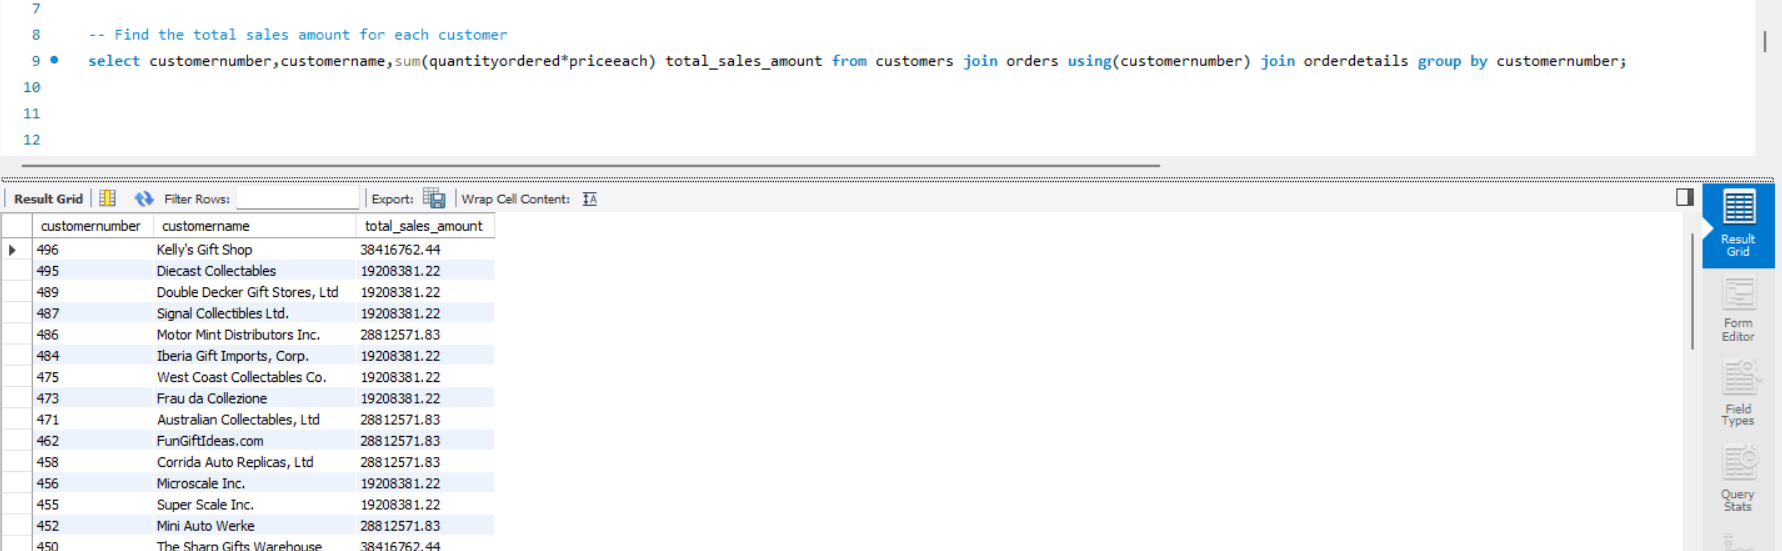 7
8 -- Find the total sales amount for each customer
9 select customernumber,customername,sum(quantityordered*priceeach) total_sales_amount from customers join orders using(customernumber) join orderdetails group by customernumber;
10
11
12
Result Grid Filter Rows: Export: Wrap Cell Content: IA
customernumber customername total_sales_amount
496 Kelly's Gift Shop 38416762.44
495 Diecast Collectables 19208381.22
489 Double Decker Gift Stores, Ltd 19208381.22
487 Signal Collectibles Ltd. 19208381.22
486 Motor Mint Distributors Inc. 28812571.83
484 Iberia Gift Imports, Corp. 19208381.22
475 West Coast Collectables Co. 19208381.22
473 Frau da Collezione 19208381.22
471 Australian Collectables, Ltd 28812571.83
462 FunGiftIdeas.com 28812571.83
458 Corrida Auto Replicas, Ltd 28812571.83
456 Microscale Inc. 19208381.22
455 Super Scale Inc. 19208381.22
452 Mini Auto Werke 28812571.83
450 The Sharp Gifts Warehouse 38416762.44
Result
Grid
Form
Editor
Field
Types
Query
Stats